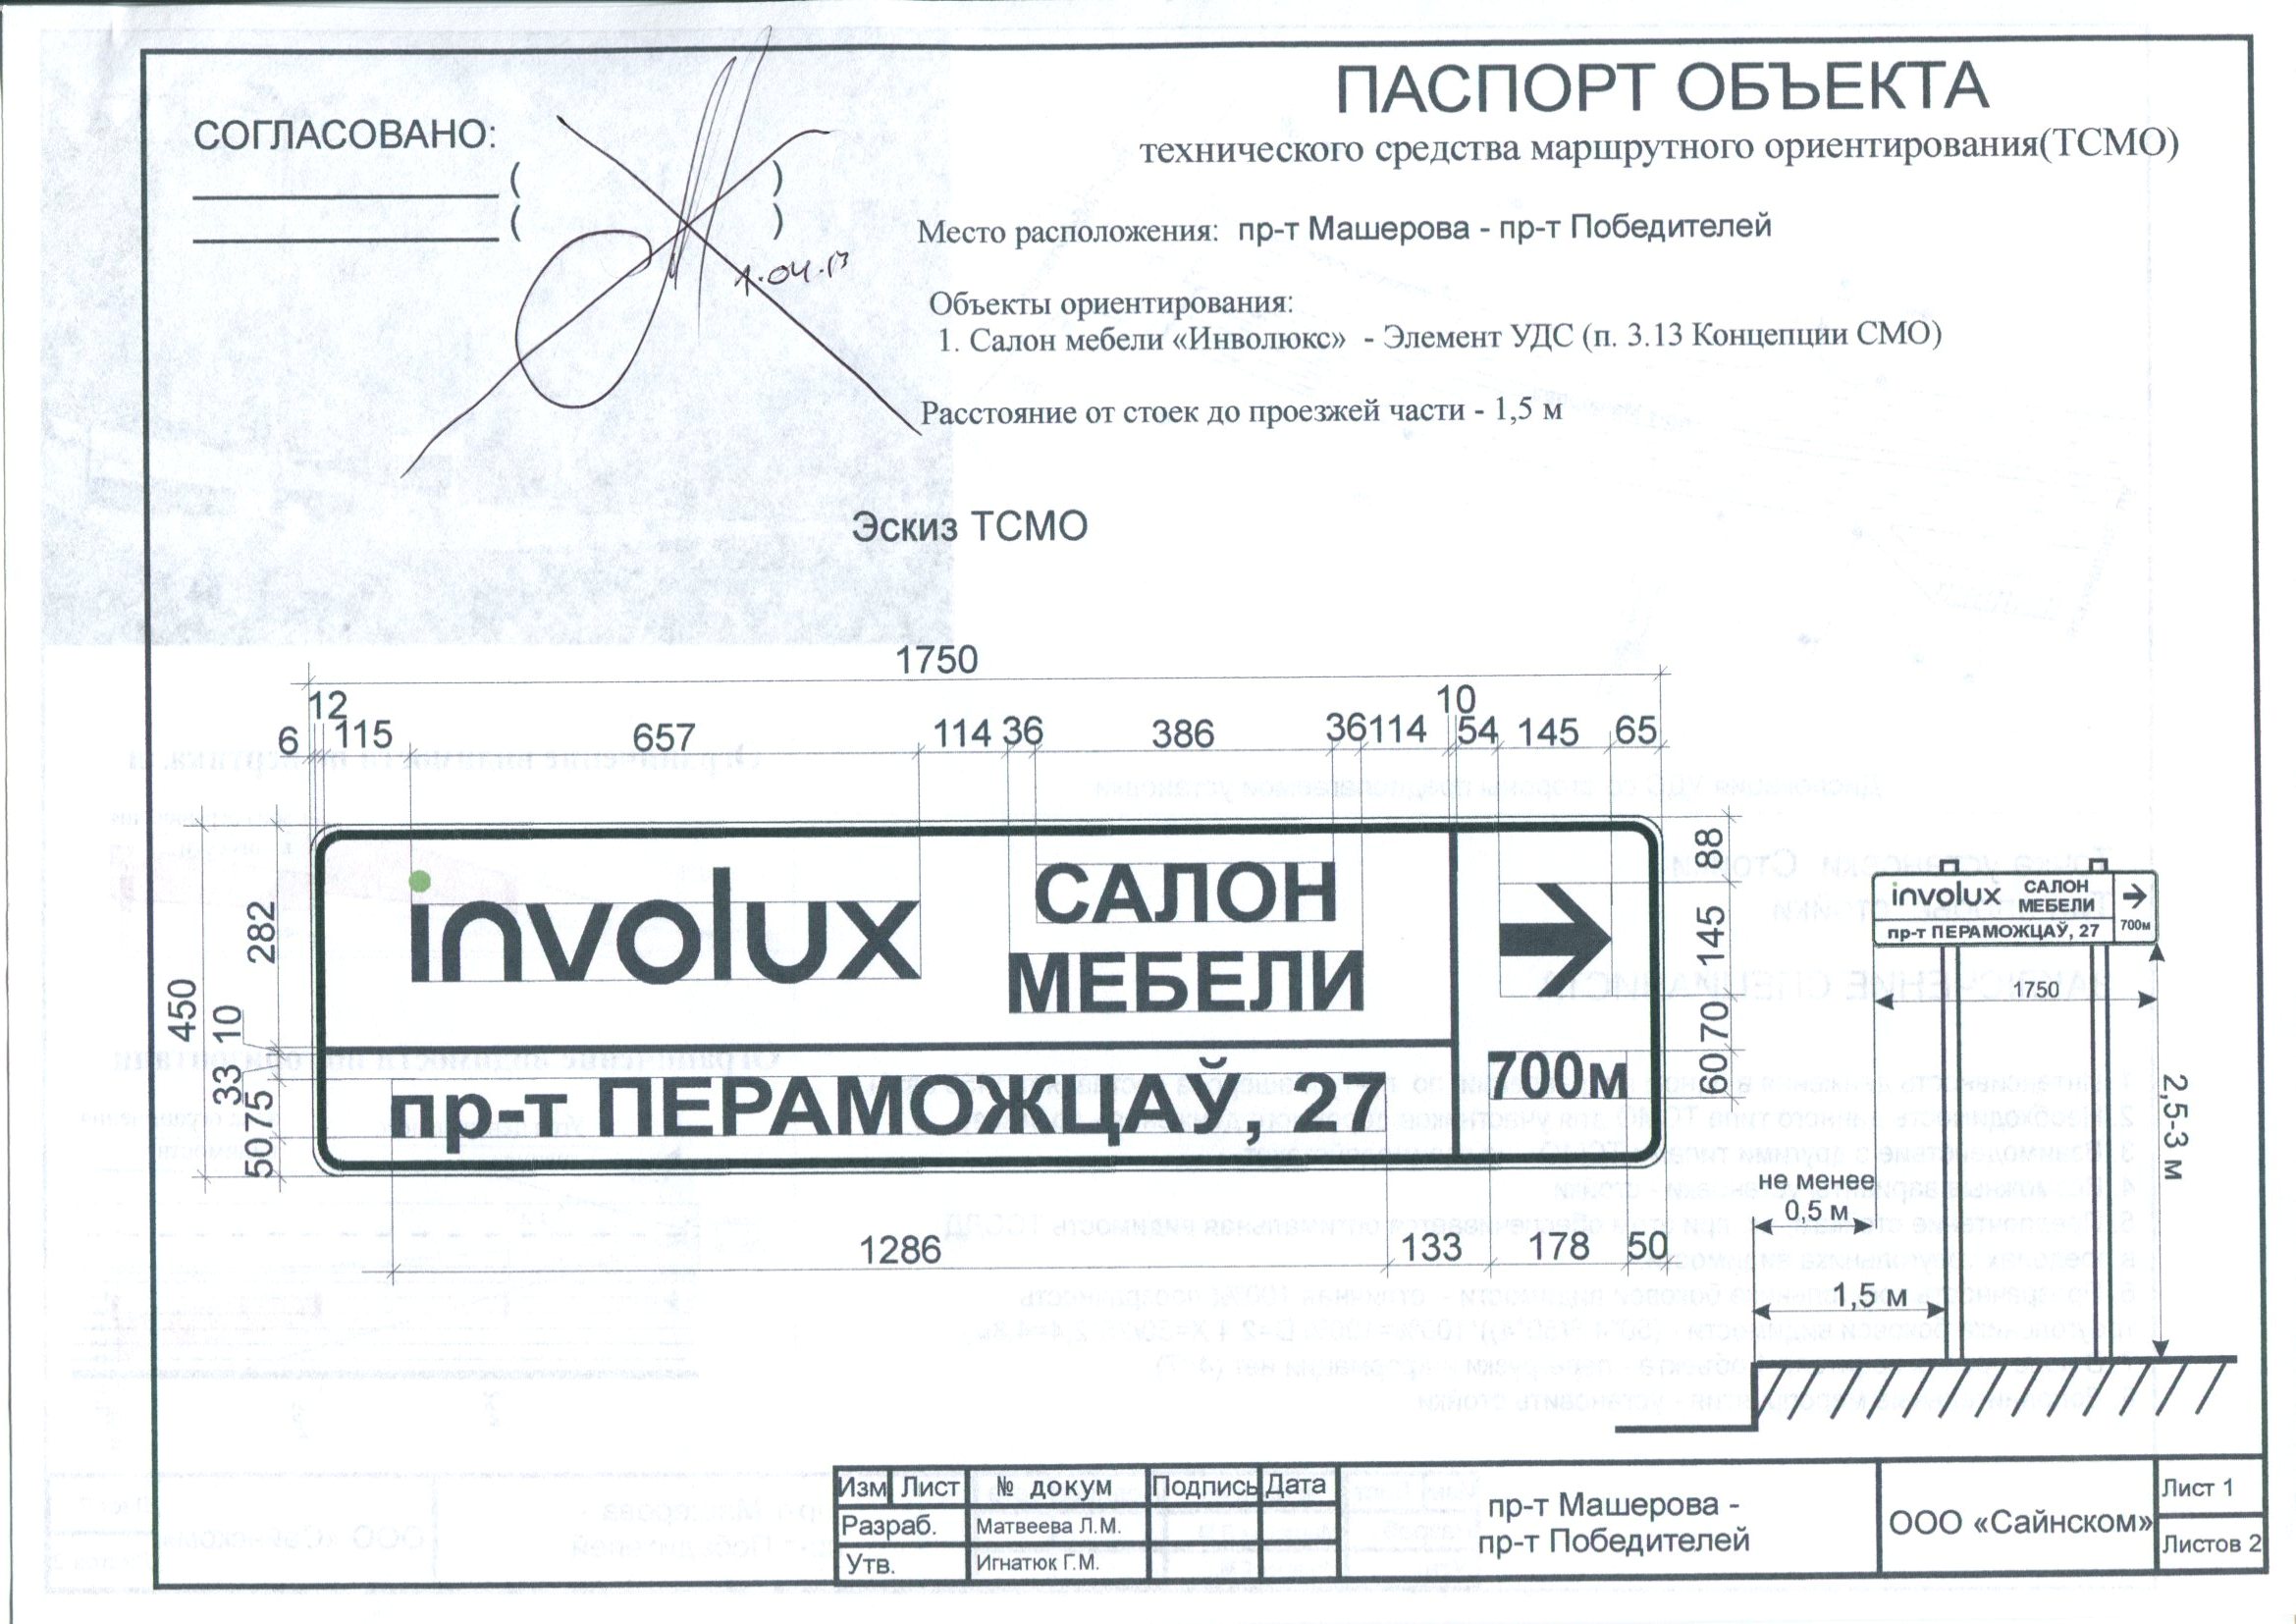 ПАСПОРТ ОБЪЕКТА
технического средства маршрутного ориентирования(ТСМО)
СОГЛАСОВАНО:
( )
( )
1.04.13
Место расположения: пр-т Машерова - пр-т Победителей
Объекты ориентирования:
1. Салон мебели «Инволюкс» - Элемент УДС (п. 3.13 Концепции СМО)
Расстояние от стоек до проезжей части - 1,5 м
Эскиз ТСМО
1750
12 10
6 115 657 114 36 386 36 114 54 145 65
450
282
10
33
75
50
involux
САЛОН
МЕБЕЛИ
пр-т ПЕРАМОЖЦАЎ, 27
700м
88
145
70
60
1286 133 178 50
involux
САЛОН
МЕБЕЛИ
пр-т ПЕРАМОЖЦАЎ, 27
700м
1750
2,5-3 м
не менее
0,5 м
1,5 м
Изм Лист № докум Подпись Дата
Разраб. Матвеева Л.М.
Утв. Игнатюк Г.М.
пр-т Машерова -
пр-т Победителей
ООО «Сайнском»
Лист 1
Листов 2